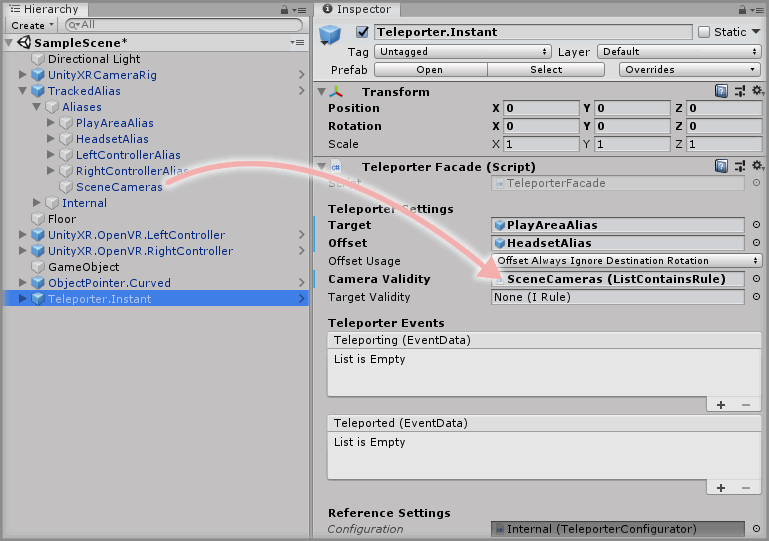 Hierarchy
Create
All
SampleScene*
Directional Light
UnityXRCameraRig
TrackedAlias
Aliases
PlayAreaAlias
HeadsetAlias
LeftControllerAlias
RightControllerAlias
SceneCameras
Internal
Floor
UnityXR.OpenVR.LeftController
UnityXR.OpenVR.RightController
GameObject
ObjectPointer.Curved
Teleporter.Instant
Inspector
Teleporter.Instant
Static
Tag Untagged Layer Default
Prefab Open Select Overrides
Transform
Position X 0 Y 0 Z 0
Rotation X 0 Y 0 Z 0
Scale X 1 Y 1 Z 1
Teleporter Facade (Script)
Script TeleporterFacade
Teleporter Settings
Target PlayAreaAlias
Offset HeadsetAlias
Offset Usage Offset Always Ignore Destination Rotation
Camera Validity SceneCameras (ListContainsRule)
Target Validity None (I Rule)
Teleporter Events
Teleporting (EventData)
List is Empty
+ −
Teleported (EventData)
List is Empty
+ −
Reference Settings
Configuration Internal (TeleporterConfigurator)